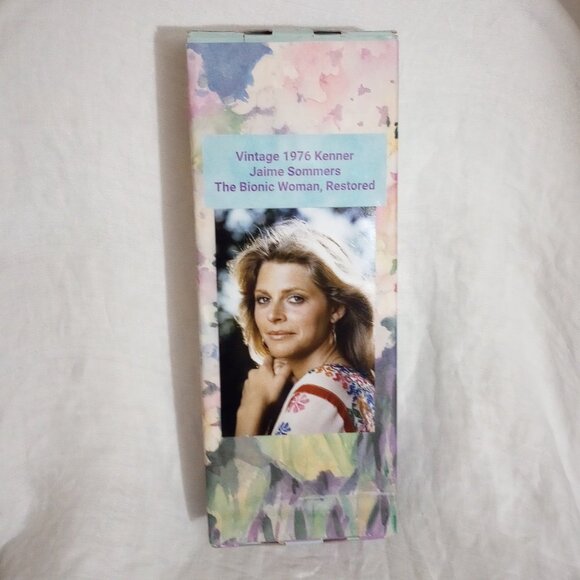 Vintage 1976 Kenner
Jaime Sommers
The Bionic Woman, Restored